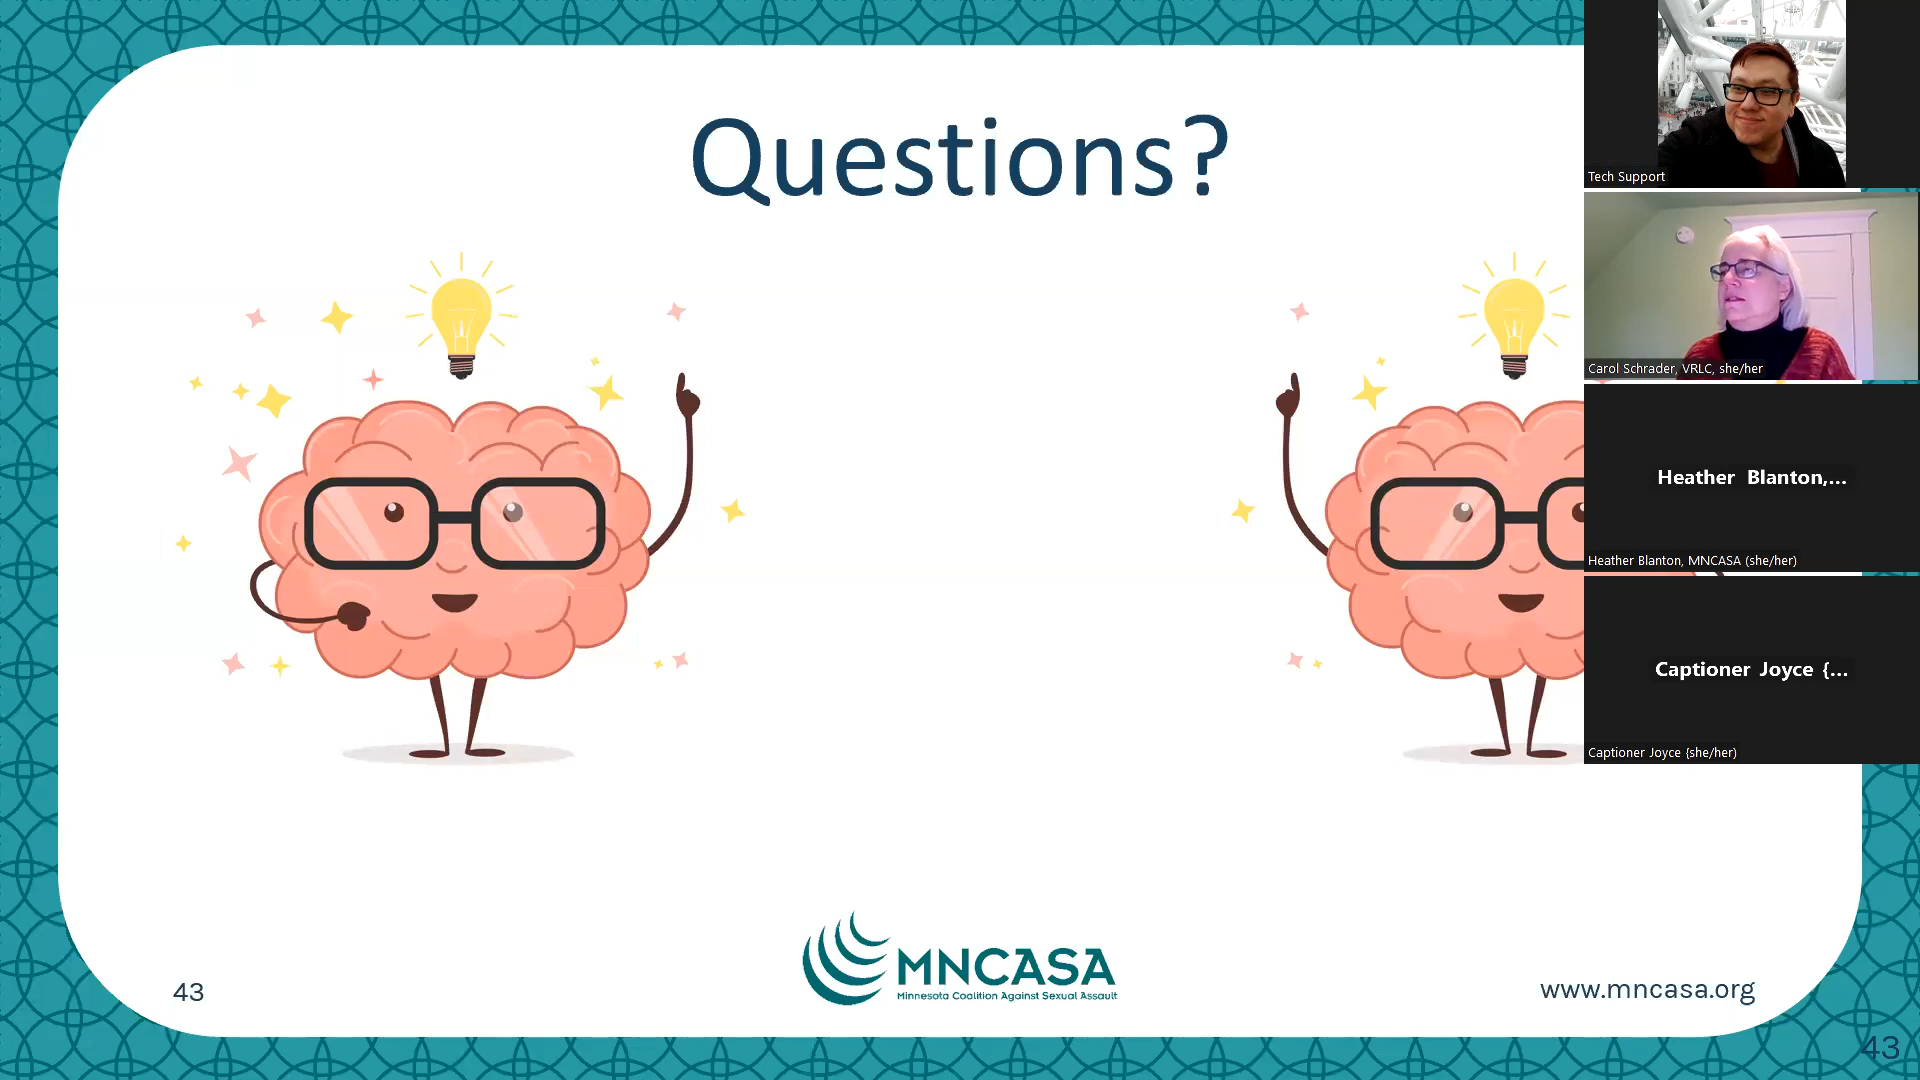 Questions?
Tech Support
Carol Schrader, VRLC, she/her
Heather Blanton,...
Heather Blanton, MNCASA (she/her)
Captioner Joyce {...
Captioner Joyce {she/her)
MNCASA
Minnesota Coalition Against Sexual Assault
43
www.mncasa.org
43